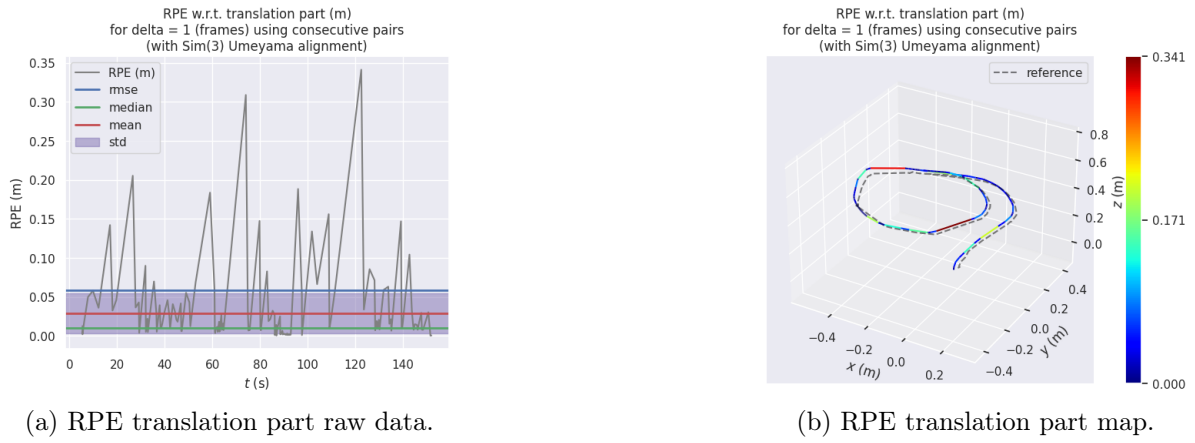 RPE w.r.t. translation part (m)
for delta = 1 (frames) using consecutive pairs
(with Sim(3) Umeyama alignment)
0.35
0.30
0.25
0.20
0.15
0.10
0.05
0.00
RPE (m)
RPE (m)
rmse
median
mean
std
0
20
40
60
80
100
120
140
t (s)
(a) RPE translation part raw data.
RPE w.r.t. translation part (m)
for delta = 1 (frames) using consecutive pairs
(with Sim(3) Umeyama alignment)
reference
0.8
0.6
0.4
0.2
0.0
z (m)
0.4
0.2
0.0
−0.2
−0.4
y (m)
−0.4
−0.2
0.0
0.2
x (m)
0.341
0.171
0.000
(b) RPE translation part map.